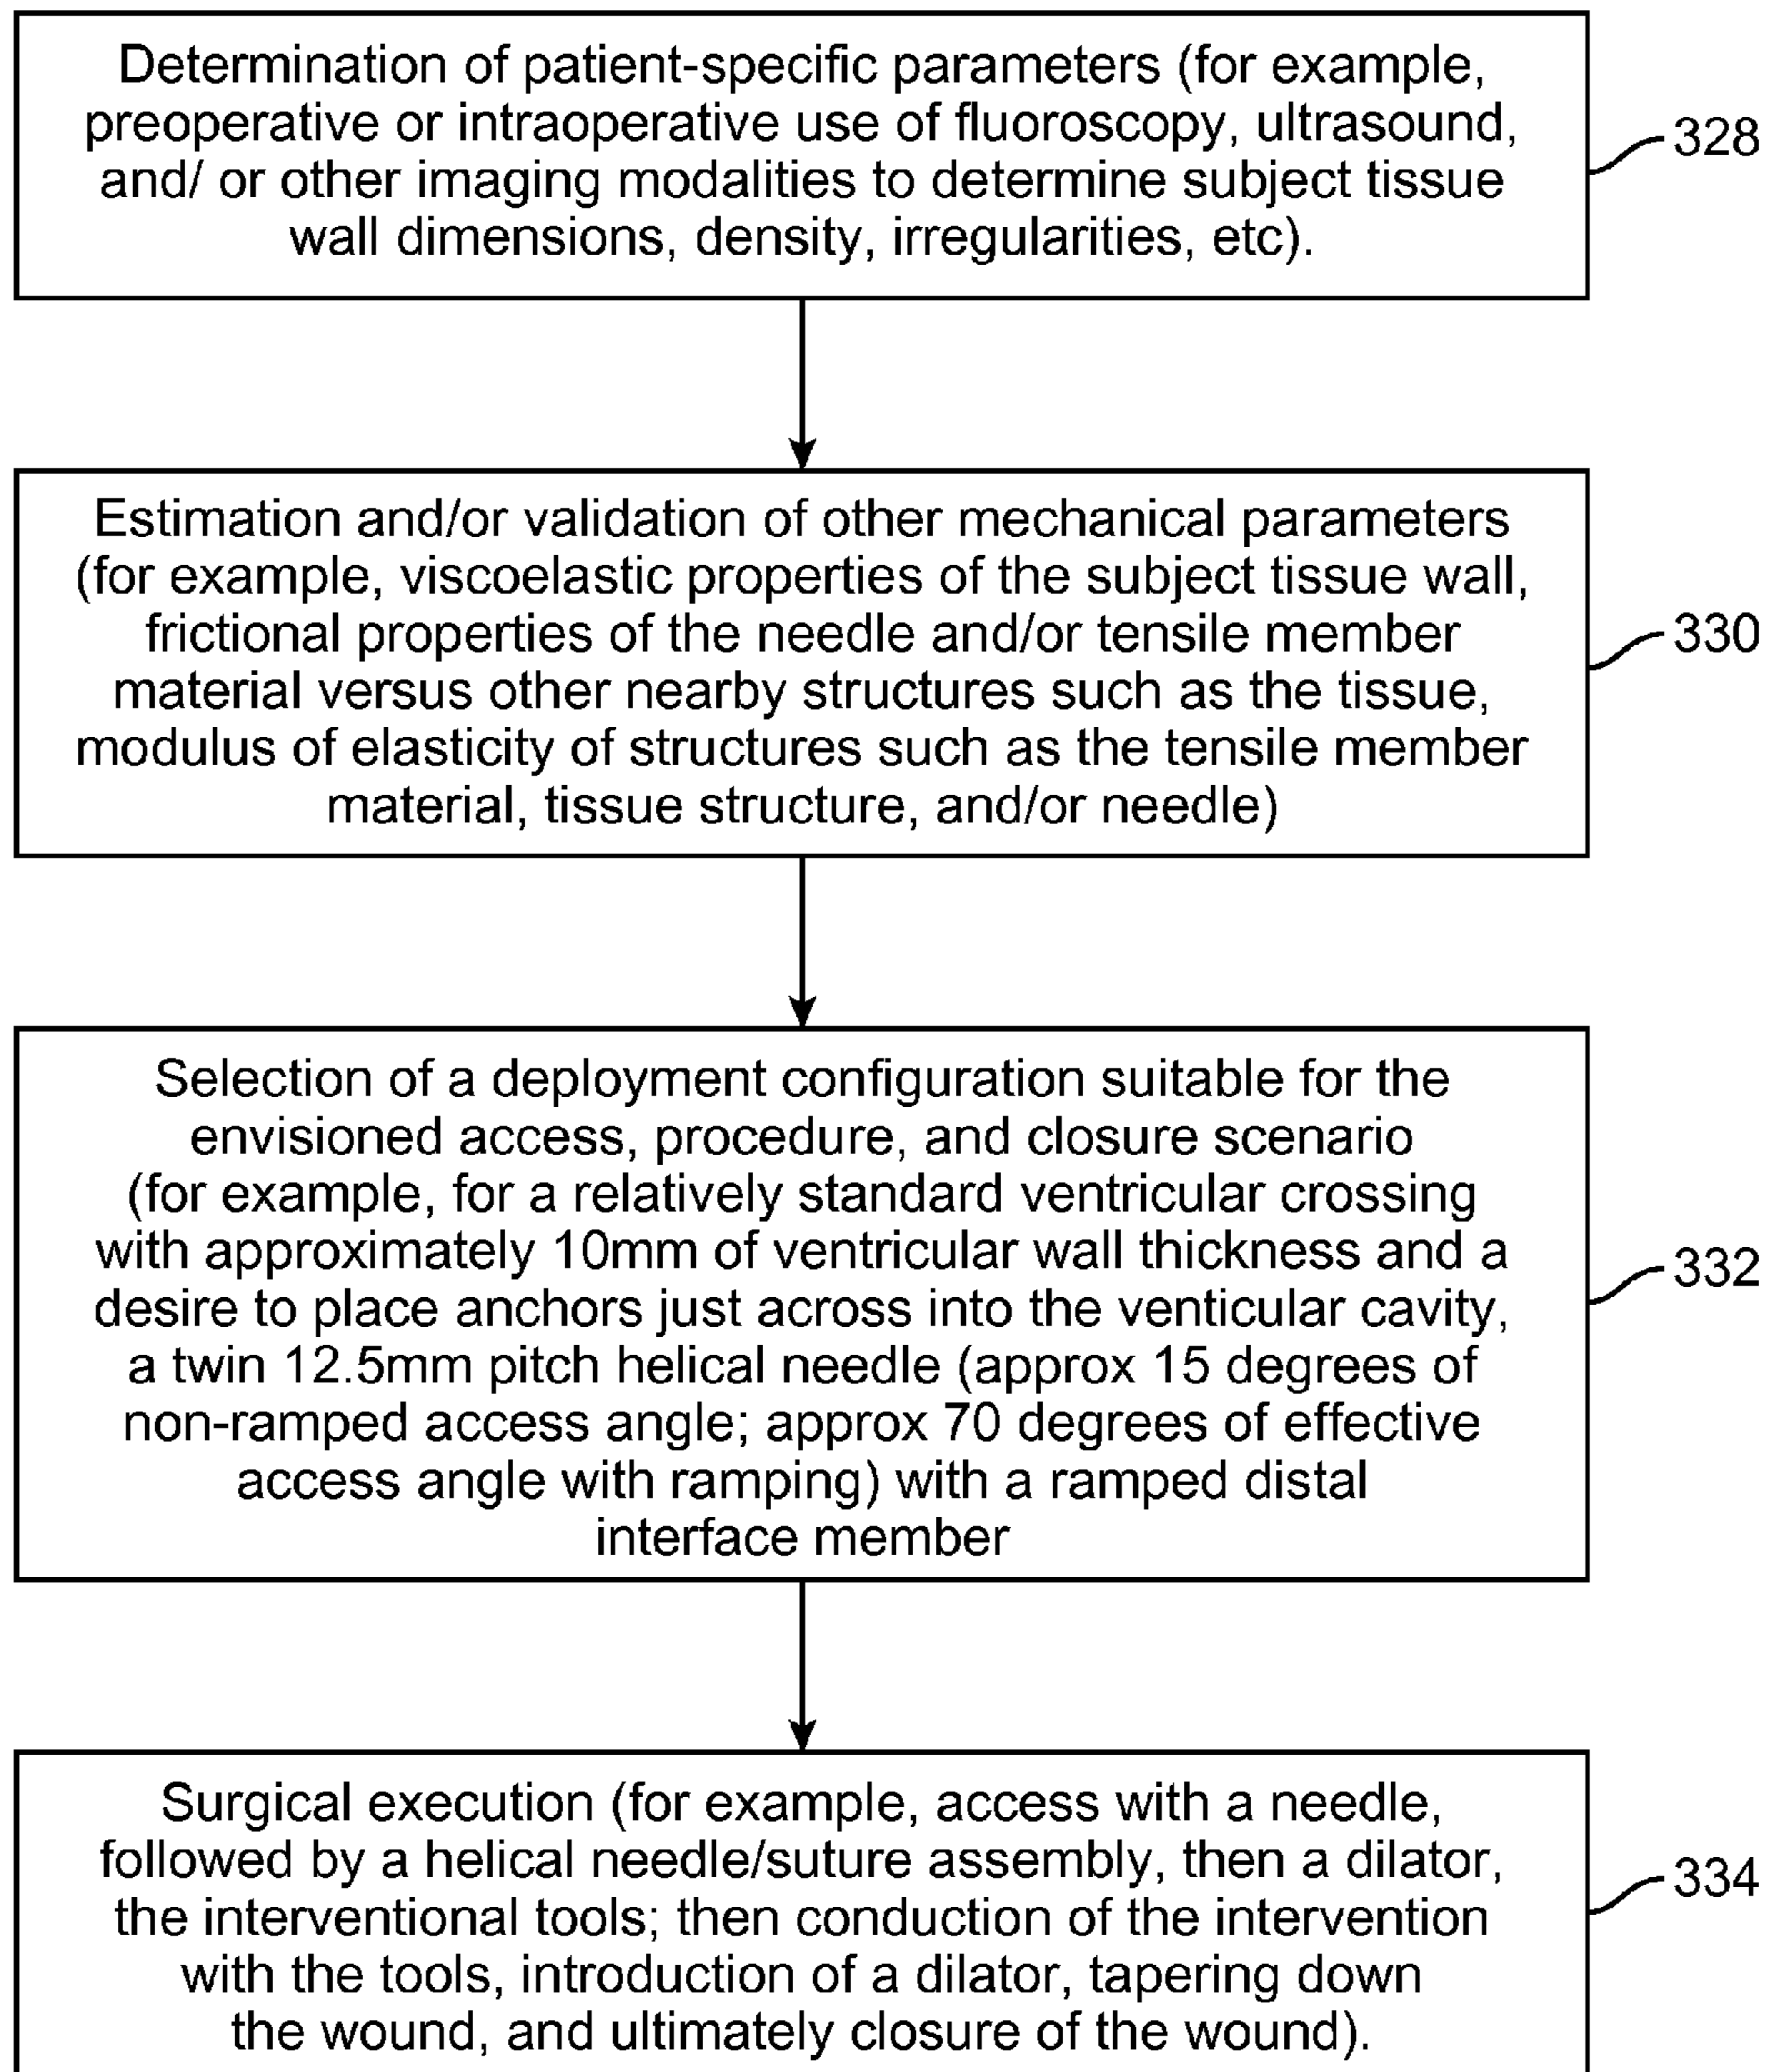 Determination of patient-specific parameters (for example,
preoperative or intraoperative use of fluoroscopy, ultrasound,
and/ or other imaging modalities to determine subject tissue
wall dimensions, density, irregularities, etc).
328
Estimation and/or validation of other mechanical parameters
(for example, viscoelastic properties of the subject tissue wall,
frictional properties of the needle and/or tensile member
material versus other nearby structures such as the tissue,
modulus of elasticity of structures such as the tensile member
material, tissue structure, and/or needle)
330
Selection of a deployment configuration suitable for the
envisioned access, procedure, and closure scenario
(for example, for a relatively standard ventricular crossing
with approximately 10mm of ventricular wall thickness and a
desire to place anchors just across into the venticular cavity,
a twin 12.5mm pitch helical needle (approx 15 degrees of
non-ramped access angle; approx 70 degrees of effective
access angle with ramping) with a ramped distal
interface member
332
Surgical execution (for example, access with a needle,
followed by a helical needle/suture assembly, then a dilator,
the interventional tools; then conduction of the intervention
with the tools, introduction of a dilator, tapering down
the wound, and ultimately closure of the wound).
334